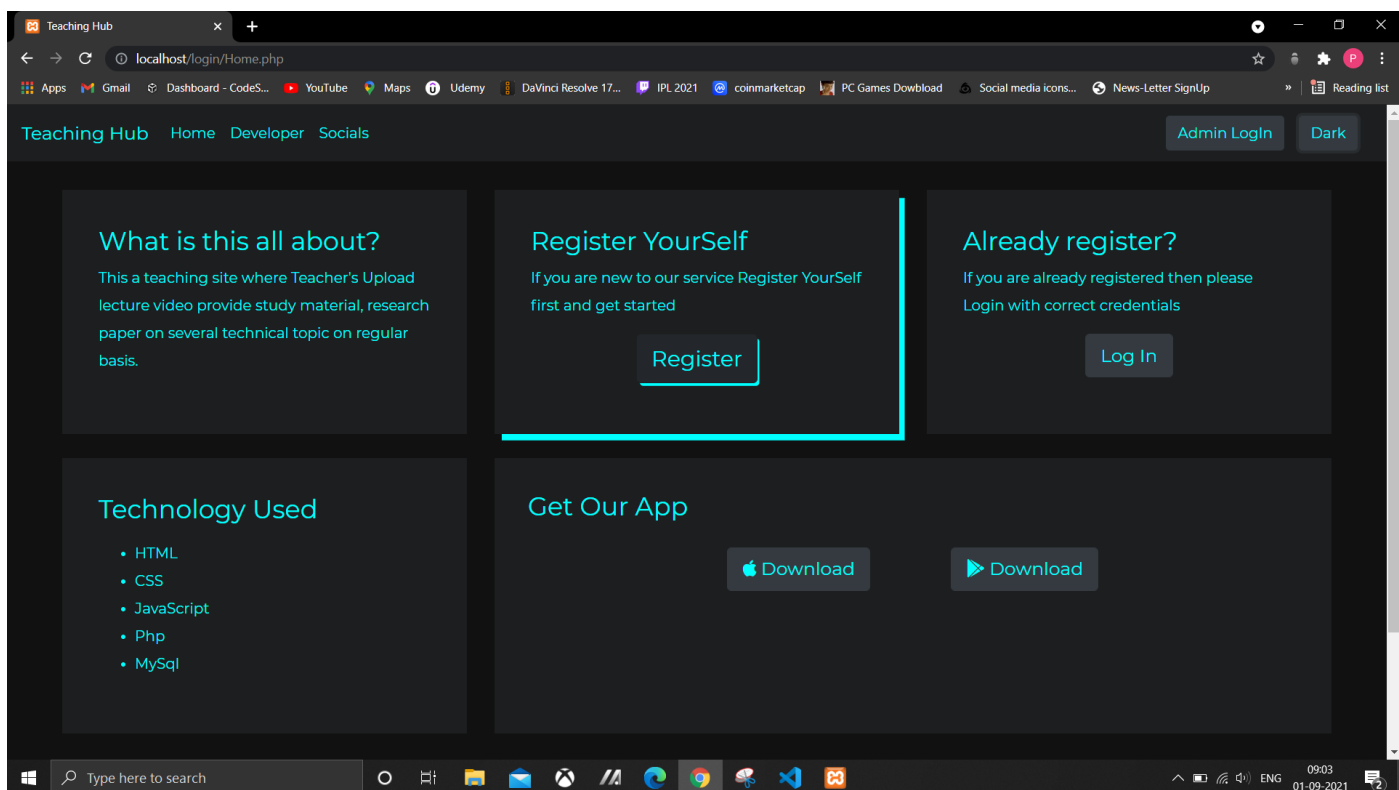 Teaching Hub
localhost/login/Home.php
P
Apps Gmail Dashboard - CodeS... YouTube Maps Udemy DaVinci Resolve 17... IPL 2021 coinmarketcap PC Games Dowbload Social media icons... News-Letter SignUp » Reading list
Teaching Hub Home Developer Socials Admin LogIn Dark
What is this all about?
This a teaching site where Teacher's Upload
lecture video provide study material, research
paper on several technical topic on regular
basis.
Register YourSelf
If you are new to our service Register YourSelf
first and get started
Register
Already register?
If you are already registered then please
Login with correct credentials
Log In
Technology Used
• HTML
• CSS
• JavaScript
• Php
• MySql
Get Our App
Download Download
Type here to search
ENG
09:03
01-09-2021
2